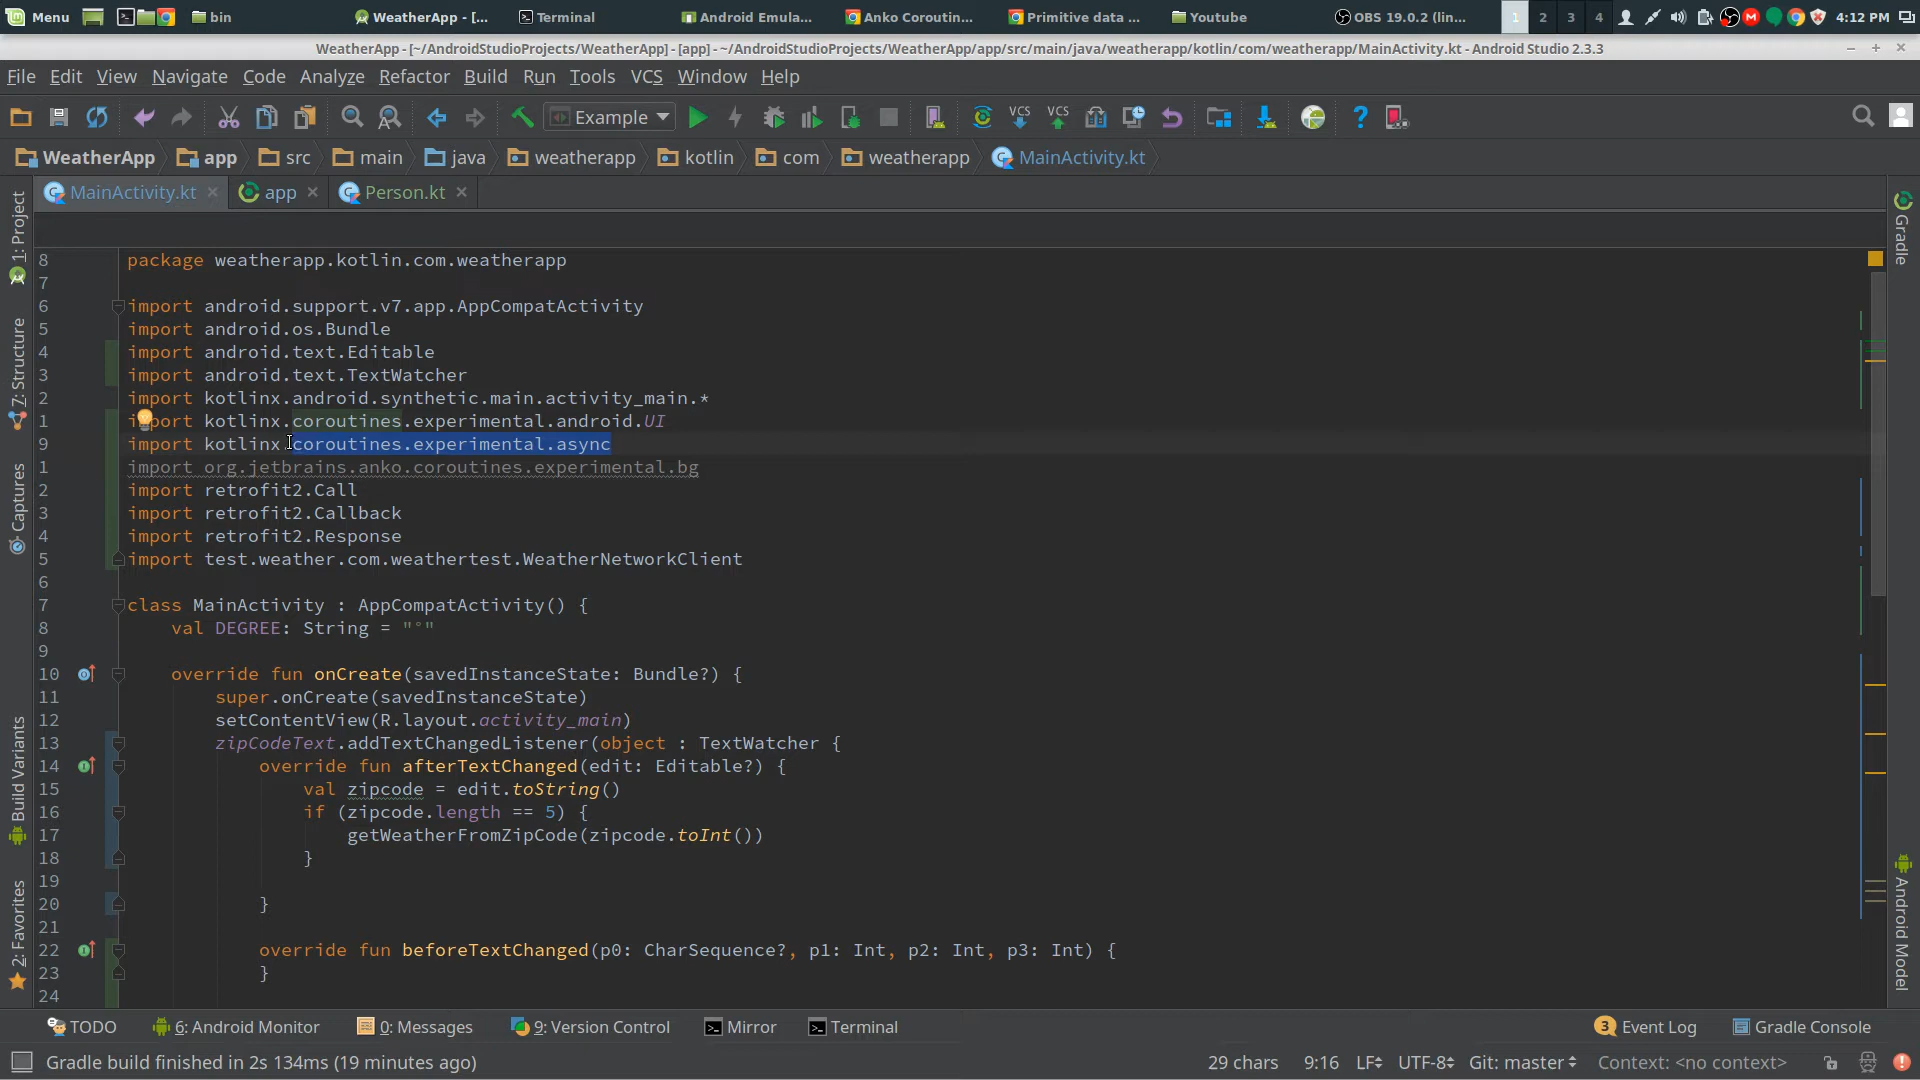 Menu bin WeatherApp - [... Terminal Android Emula... Anko Coroutin... Primitive data ... Youtube OBS 19.0.2 (lin... 1 2 3 4 4:12 PM
WeatherApp - [~/AndroidStudioProjects/WeatherApp] - [app] - ~/AndroidStudioProjects/WeatherApp/app/src/main/java/weatherapp/kotlin/com/weatherapp/MainActivity.kt - Android Studio 2.3.3
File Edit View Navigate Code Analyze Refactor Build Run Tools VCS Window Help
Example VCS VCS
WeatherApp app src main java weatherapp kotlin com weatherapp MainActivity.kt
MainActivity.kt app Person.kt
1: Project
7: Structure
Captures
Build Variants
2: Favorites
Gradle
Android Model
8 package weatherapp.kotlin.com.weatherapp
7
6 import android.support.v7.app.AppCompatActivity
5 import android.os.Bundle
4 import android.text.Editable
3 import android.text.TextWatcher
2 import kotlinx.android.synthetic.main.activity_main.*
1 import kotlinx.coroutines.experimental.android.UI
9 import kotlinx.coroutines.experimental.async
1 import org.jetbrains.anko.coroutines.experimental.bg
2 import retrofit2.Call
3 import retrofit2.Callback
4 import retrofit2.Response
5 import test.weather.com.weathertest.WeatherNetworkClient
6
7 class MainActivity : AppCompatActivity() {
8 val DEGREE: String = "°"
9
10 override fun onCreate(savedInstanceState: Bundle?) {
11 super.onCreate(savedInstanceState)
12 setContentView(R.layout.activity_main)
13 zipCodeText.addTextChangedListener(object : TextWatcher {
14 override fun afterTextChanged(edit: Editable?) {
15 val zipcode = edit.toString()
16 if (zipcode.length == 5) {
17 getWeatherFromZipCode(zipcode.toInt())
18 }
19
20 }
21
22 override fun beforeTextChanged(p0: CharSequence?, p1: Int, p2: Int, p3: Int) {
23 }
24
TODO 6: Android Monitor 0: Messages 9: Version Control Mirror Terminal 3 Event Log Gradle Console
Gradle build finished in 2s 134ms (19 minutes ago) 29 chars 9:16 LF UTF-8 Git: master Context: <no context>